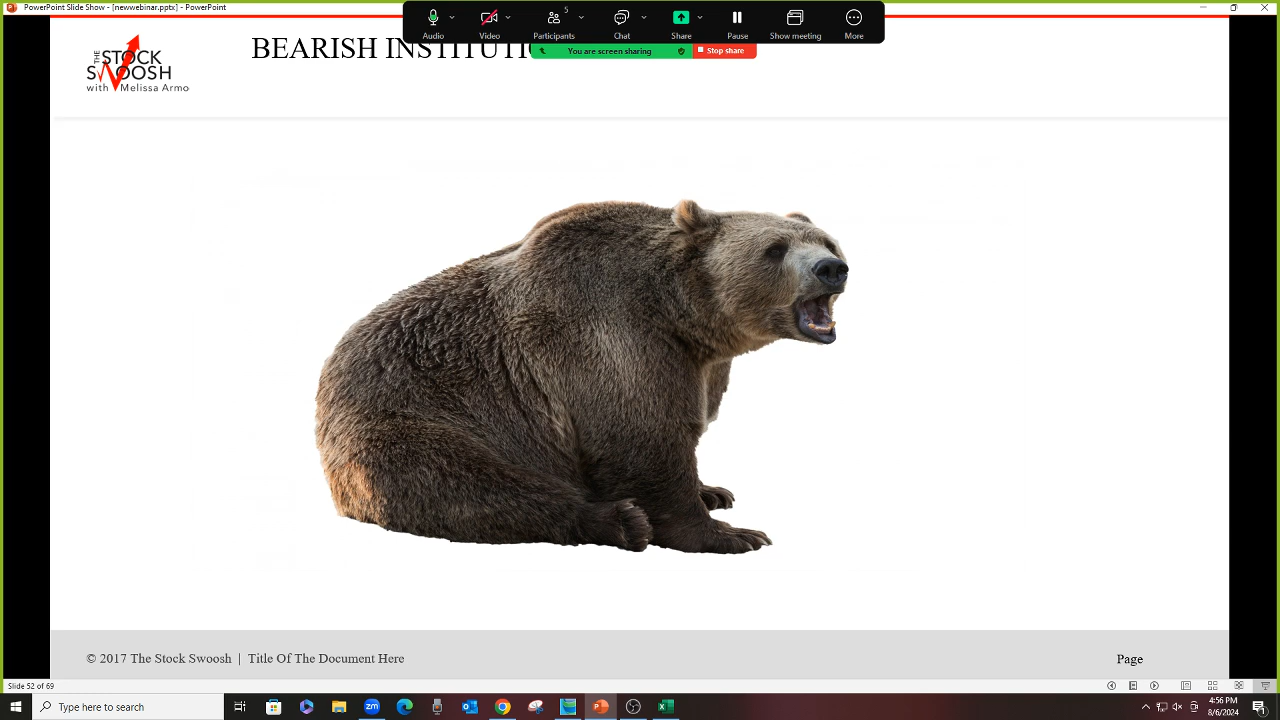 PowerPoint Slide Show - [newwebinar.pptx] - PowerPoint
5
Audio
Video
Participants
Chat
Share
Pause
Show meeting
More
You are screen sharing
Stop share
THE STOCK
SWOOSH
with Melissa Armo
BEARISH
© 2017 The Stock Swoosh | Title Of The Document Here
Page
Slide 52 of 69
Type here to search
zm
4:56 PM
8/6/2024